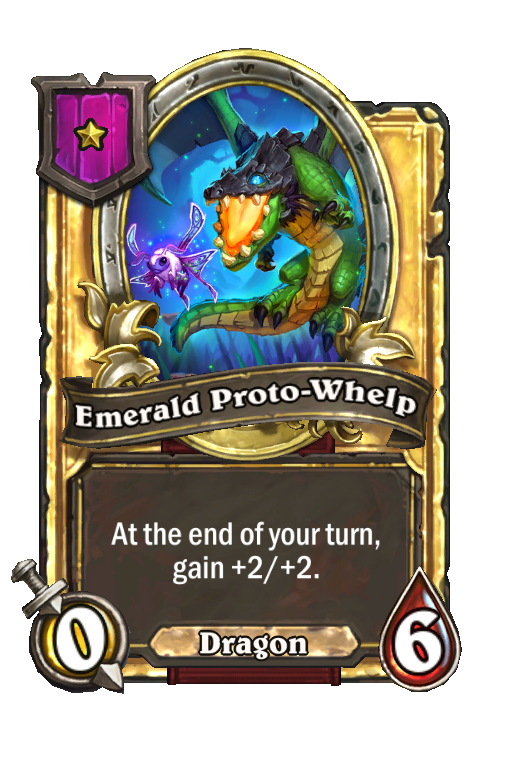 Emerald Proto-Whelp
At the end of your turn,
gain +2/+2.
0
Dragon
6